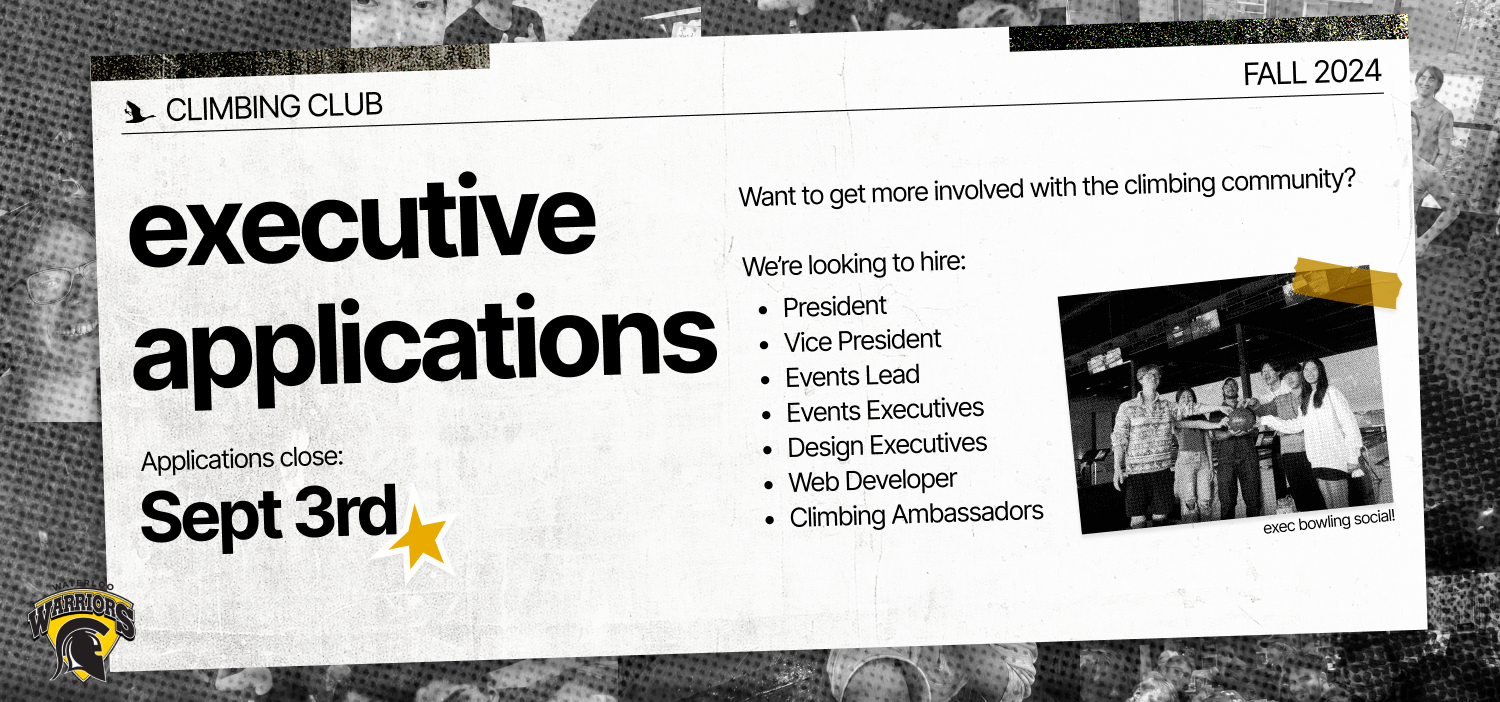 CLIMBING CLUB
FALL 2024
executive
applications
Applications close:
Sept 3rd
Want to get more involved with the climbing community?
We're looking to hire:
• President
• Vice President
• Events Lead
• Events Executives
• Design Executives
• Web Developer
• Climbing Ambassadors
exec bowling social!
WATERLOO
WARRIORS